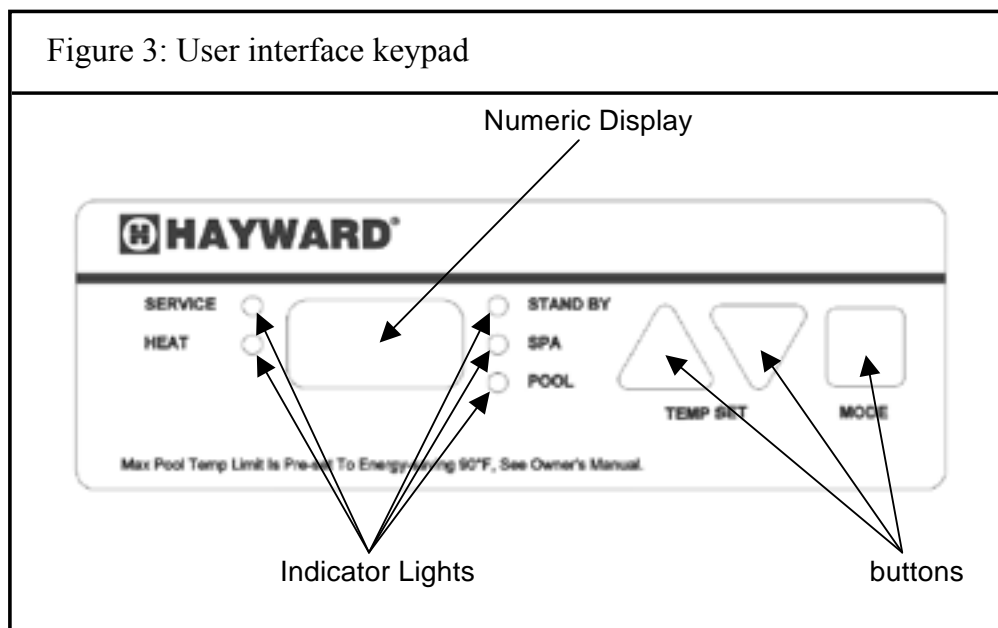 Figure 3: User interface keypad
Numeric Display
HAYWARD®
SERVICE
HEAT
STAND BY
SPA
POOL
TEMP SET
MODE
Max Pool Temp Limit Is Pre-set To Energy-saving 90°F, See Owner's Manual.
Indicator Lights
buttons